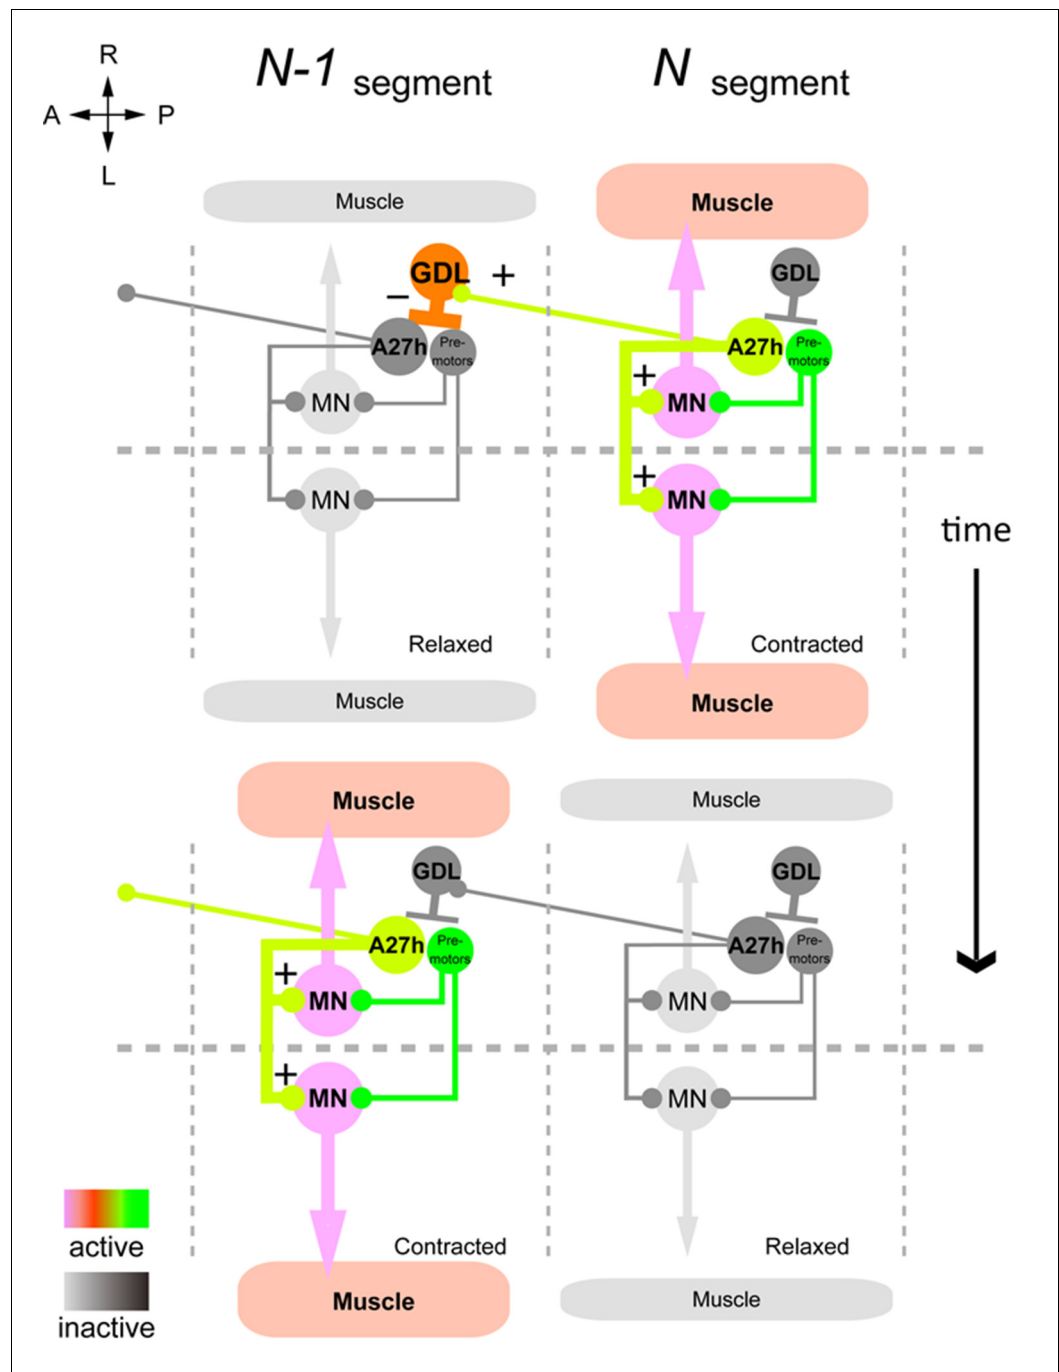 R
A P
L
N-1 segment
N segment
Muscle
Muscle
GDL
+
GDL
−
A27h
Pre-
motors
A27h
Pre-
motors
+
MN
MN
+
MN
MN
time
Relaxed
Contracted
Muscle
Muscle
Muscle
Muscle
GDL
GDL
A27h
Pre-
motors
A27h
Pre-
motors
+
MN
MN
+
MN
MN
Contracted
Relaxed
Muscle
Muscle
active
inactive